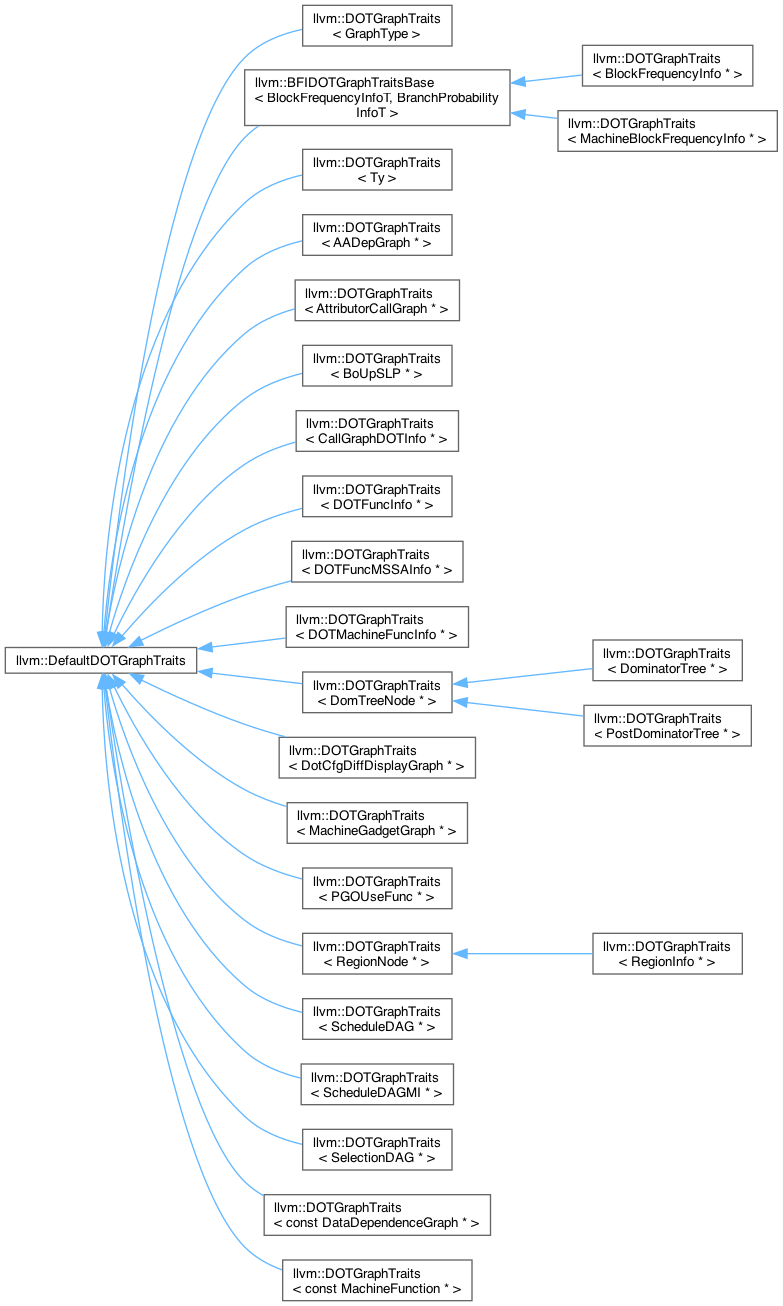 llvm::DOTGraphTraits
< GraphType >
llvm::BFIDOTGraphTraitsBase
< BlockFrequencyInfoT, BranchProbability
InfoT >
llvm::DOTGraphTraits
< BlockFrequencyInfo * >
llvm::DOTGraphTraits
< MachineBlockFrequencyInfo * >
llvm::DOTGraphTraits
< Ty >
llvm::DOTGraphTraits
< AADepGraph * >
llvm::DOTGraphTraits
< AttributorCallGraph * >
llvm::DOTGraphTraits
< BoUpSLP * >
llvm::DOTGraphTraits
< CallGraphDOTInfo * >
llvm::DOTGraphTraits
< DOTFuncInfo * >
llvm::DOTGraphTraits
< DOTFuncMSSAInfo * >
llvm::DOTGraphTraits
< DOTMachineFuncInfo * >
llvm::DefaultDOTGraphTraits
llvm::DOTGraphTraits
< DomTreeNode * >
llvm::DOTGraphTraits
< DominatorTree * >
llvm::DOTGraphTraits
< PostDominatorTree * >
llvm::DOTGraphTraits
< DotCfgDiffDisplayGraph * >
llvm::DOTGraphTraits
< MachineGadgetGraph * >
llvm::DOTGraphTraits
< PGOUseFunc * >
llvm::DOTGraphTraits
< RegionNode * >
llvm::DOTGraphTraits
< RegionInfo * >
llvm::DOTGraphTraits
< ScheduleDAG * >
llvm::DOTGraphTraits
< ScheduleDAGMI * >
llvm::DOTGraphTraits
< SelectionDAG * >
llvm::DOTGraphTraits
< const DataDependenceGraph * >
llvm::DOTGraphTraits
< const MachineFunction * >